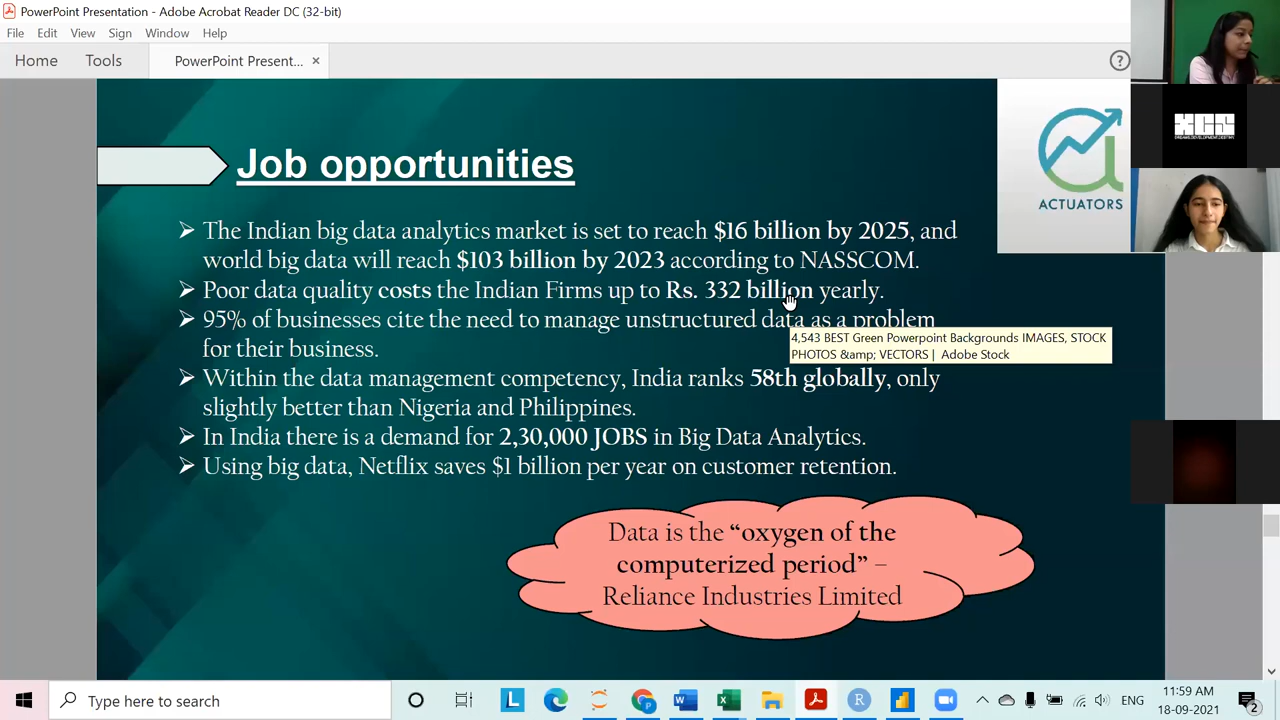 PowerPoint Presentation - Adobe Acrobat Reader DC (32-bit)
File Edit View Sign Window Help
Home Tools PowerPoint Present... ×
?
Job opportunities
ACTUATORS
XGS
➢ The Indian big data analytics market is set to reach $16 billion by 2025, and
world big data will reach $103 billion by 2023 according to NASSCOM.
➢ Poor data quality costs the Indian Firms up to Rs. 332 billion yearly.
➢ 95% of businesses cite the need to manage unstructured data as a problem
for their business.
4,543 BEST Green Powerpoint Backgrounds IMAGES, STOCK
PHOTOS &amp; VECTORS | Adobe Stock
➢ Within the data management competency, India ranks 58th globally, only
slightly better than Nigeria and Philippines.
➢ In India there is a demand for 2,30,000 JOBS in Big Data Analytics.
➢ Using big data, Netflix saves $1 billion per year on customer retention.
Data is the “oxygen of the
computerized period” –
Reliance Industries Limited
Type here to search
L
W
X
R
ENG
11:59 AM
18-09-2021
2